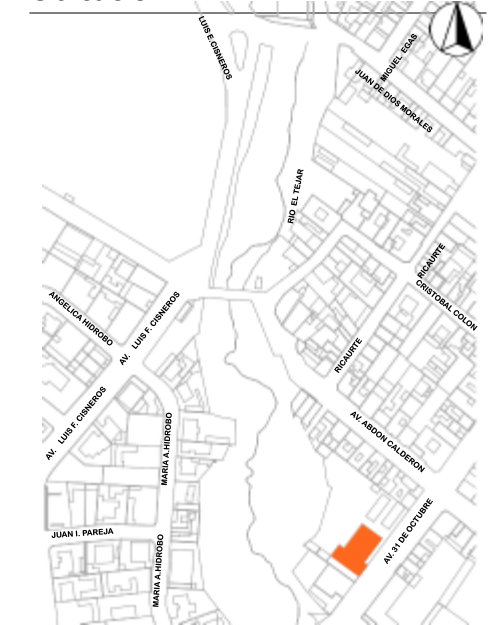 LUIS E.CISNEROS
MIGUEL EGAS
JUAN DE DIOS MORALES
RIO EL TEJAR
RICAURTE
CRISTOBAL COLON
ANGELICA HIDROBO
AV. LUIS F. CISNEROS
RICAURTE
AV. LUIS F. CISNEROS
MARIA A.HIDROBO
AV. ABDON CALDERON
AV. 31 DE OCTUBRE
JUAN I. PAREJA
MARIA A.HIDROBO